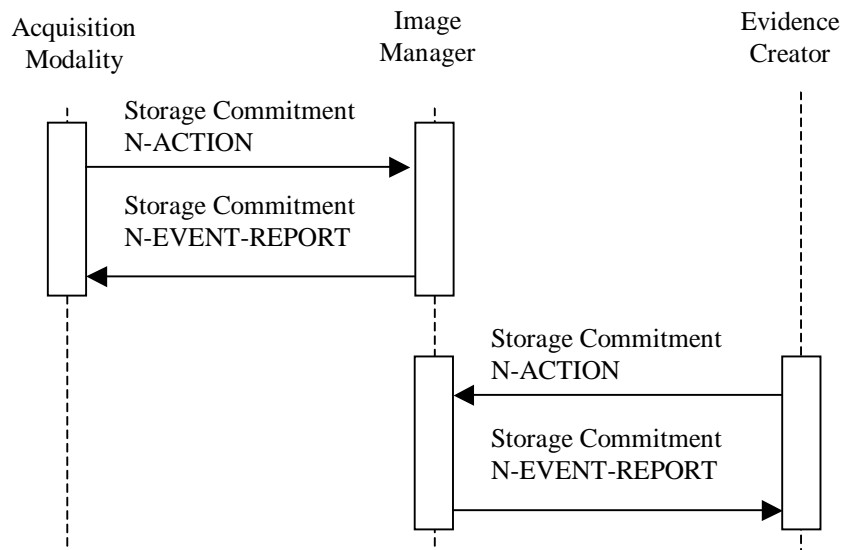 Acquisition
Modality
Image
Manager
Evidence
Creator
Storage Commitment
N-ACTION
Storage Commitment
N-EVENT-REPORT
Storage Commitment
N-ACTION
Storage Commitment
N-EVENT-REPORT